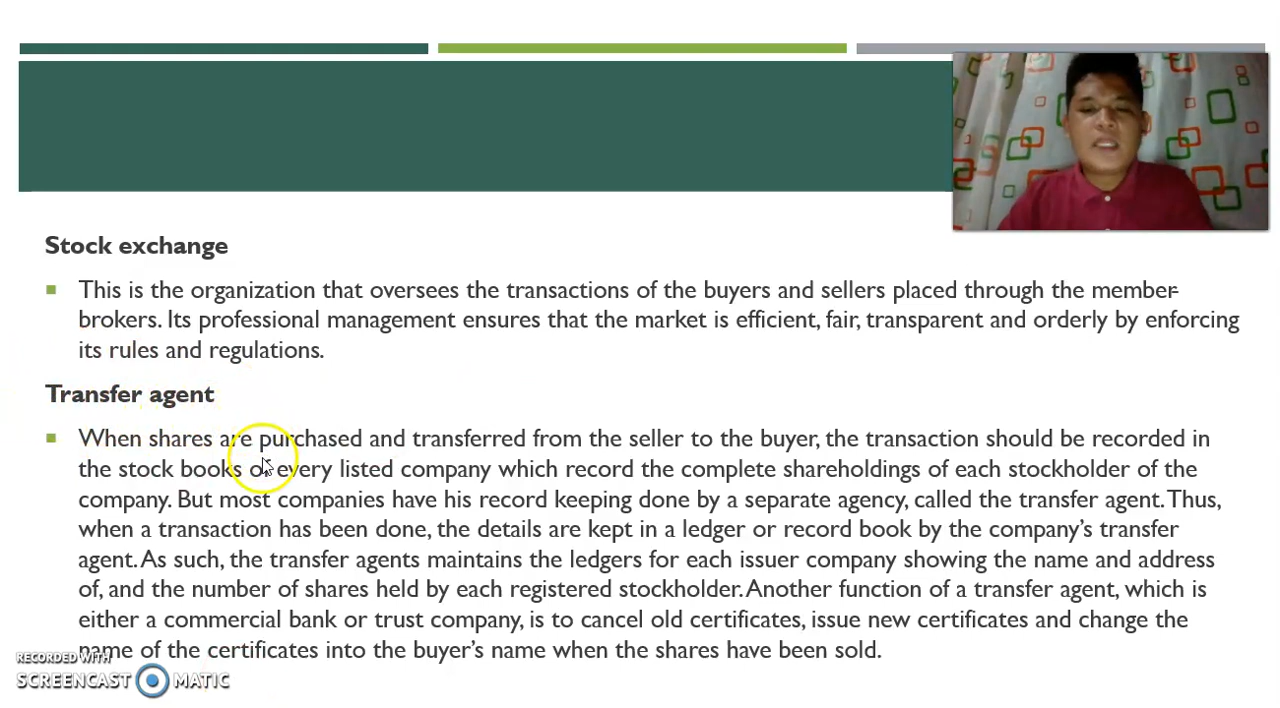 Stock exchange
This is the organization that oversees the transactions of the buyers and sellers placed through the member-
brokers. Its professional management ensures that the market is efficient, fair, transparent and orderly by enforcing
its rules and regulations.
Transfer agent
When shares are purchased and transferred from the seller to the buyer, the transaction should be recorded in
the stock books of every listed company which record the complete shareholdings of each stockholder of the
company. But most companies have his record keeping done by a separate agency, called the transfer agent. Thus,
when a transaction has been done, the details are kept in a ledger or record book by the company's transfer
agent. As such, the transfer agents maintains the ledgers for each issuer company showing the name and address
of, and the number of shares held by each registered stockholder. Another function of a transfer agent, which is
either a commercial bank or trust company, is to cancel old certificates, issue new certificates and change the
name of the certificates into the buyer's name when the shares have been sold.
RECORDED WITH
SCREENCAST MATIC